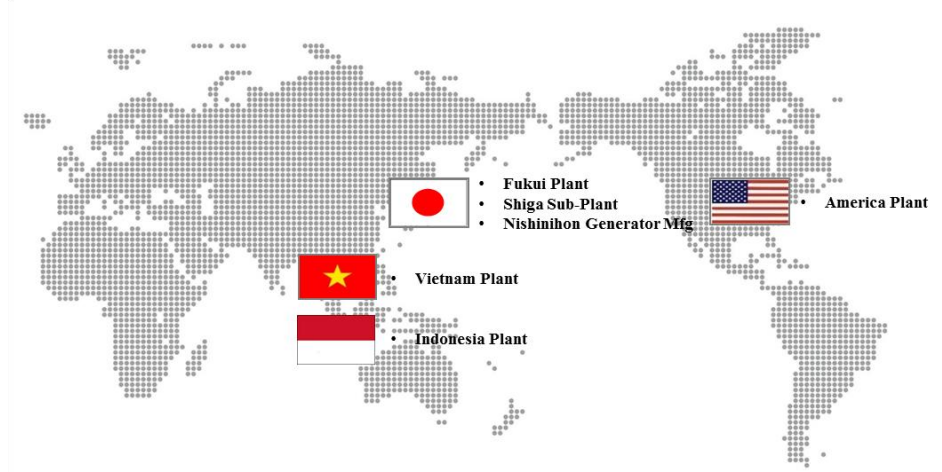 • Fukui Plant
• Shiga Sub-Plant
• Nishinihon Generator Mfg
• America Plant
• Vietnam Plant
• Indonesia Plant